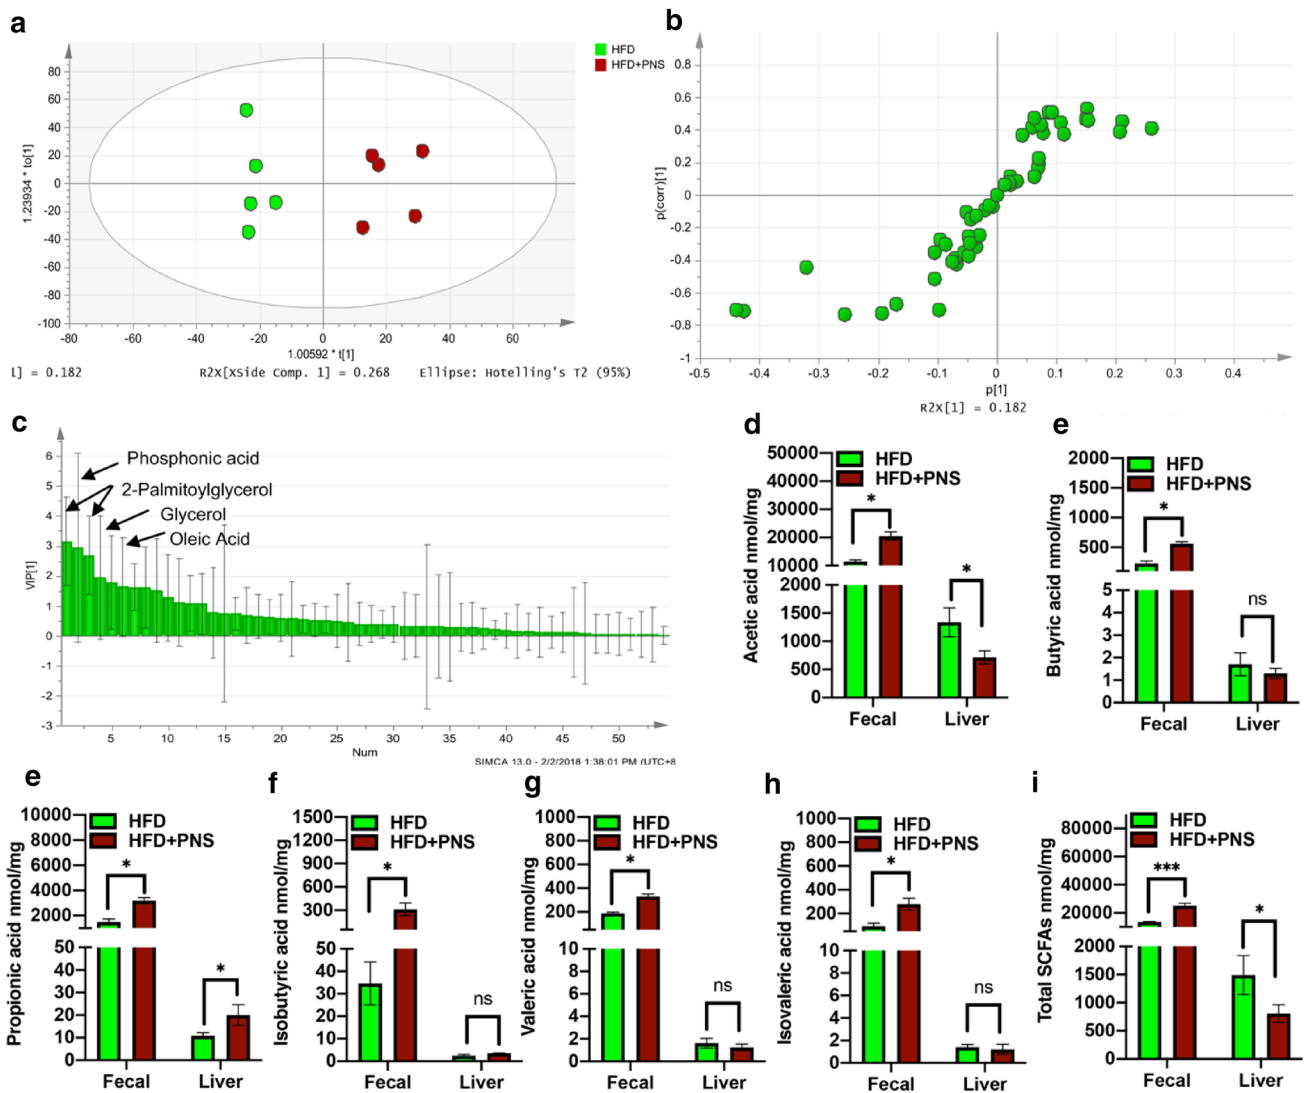 a
HFD
HFD+PNS
80
60
40
20
0
-20
-40
-60
-80
-100
1.23934 * to[1]
-80
-60
-40
-20
0
20
40
60
1.00592 * t[1]
1] = 0.182
R2X[XSide Comp. 1] = 0.268
Ellipse: Hotelling's T2 (95%)
b
0.8
0.6
0.4
0.2
0
-0.2
-0.4
-0.6
-0.8
-1
p(corr)[1]
-0.5
-0.4
-0.3
-0.2
-0.1
0
0.1
0.2
0.3
0.4
p[1]
R2X[1] = 0.182
c
6
5
4
3
2
1
0
-1
-2
-3
VIP[1]
Phosphonic acid
2-Palmitoylglycerol
Glycerol
Oleic Acid
5
10
15
20
25
30
35
40
45
50
Num
SIMCA 13.0 - 2/2/2018 1:38:01 PM (UTC+8
d
50000
40000
30000
20000
10000
2000
1500
1000
500
0
Acetic acid nmol/mg
HFD
HFD+PNS
*
*
Fecal
Liver
e
2000
1500
1000
500
5
4
3
2
1
0
Butyric acid nmol/mg
HFD
HFD+PNS
*
ns
Fecal
Liver
e
10000
8000
6000
4000
2000
50
40
30
20
10
0
Propionic acid nmol/mg
HFD
HFD+PNS
*
*
Fecal
Liver
f
1500
1200
900
600
300
50
40
30
20
10
0
Isobutyric acid nmol/mg
HFD
HFD+PNS
*
ns
Fecal
Liver
g
1000
800
600
400
200
10
8
6
4
2
0
Valeric acid nmol/mg
HFD
HFD+PNS
*
ns
Fecal
Liver
h
1000
800
600
400
200
10
8
6
4
2
0
Isovaleric acid nmol/mg
HFD
HFD+PNS
*
ns
Fecal
Liver
i
80000
60000
40000
20000
2000
1500
1000
500
0
Total SCFAs nmol/mg
HFD
HFD+PNS
***
*
Fecal
Liver